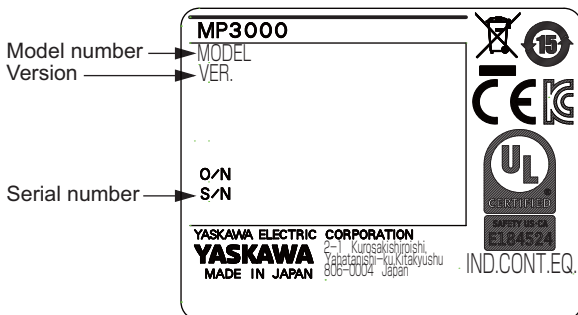 MP3000
Model number
MODEL
Version
VER.
15
O/N
Serial number
S/N
CE
UL
CERTIFIED
SAFETY US-CA
E184524
IND.CONT.EQ.
YASKAWA ELECTRIC CORPORATION
YASKAWA
2-1 Kurosakishiroishi,
Yahatanishi-ku,Kitakyushu
MADE IN JAPAN
806-0004 Japan